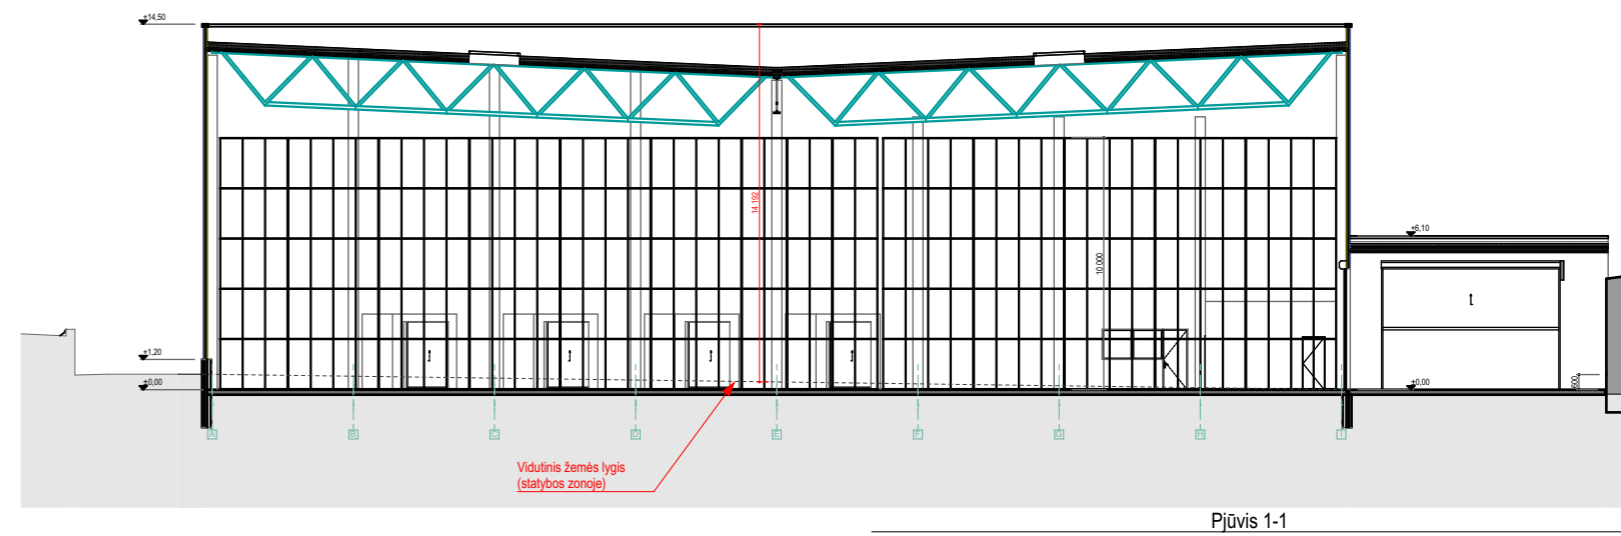 +14,50
14.192
+6,10
10.000
+1,20
±0,00
±0,00
600
A B C D E F G H I
Vidutinis žemės lygis
(statybos zonoje)
Pjūvis 1-1